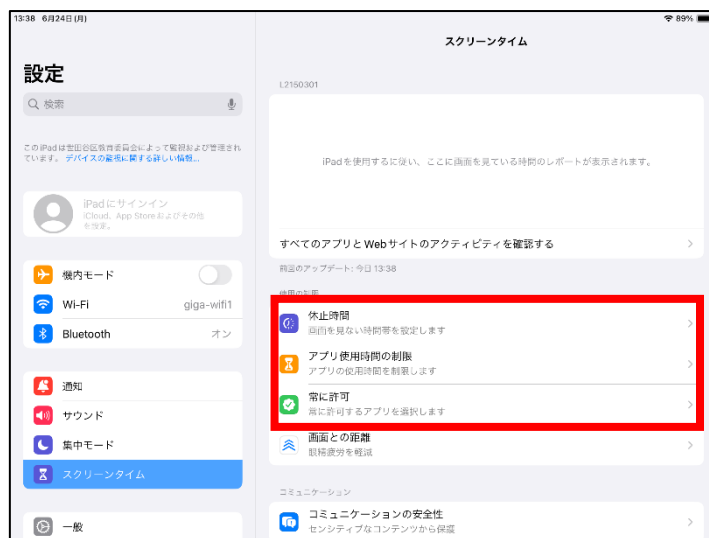 13:38 6月24日(月)
89%
設定
検索
このiPadは世田谷区教育委員会によって監視および管理され
ています。デバイスの監視に関する詳しい情報...
iPadにサインイン
iCloud、App Storeおよびその他
を設定。
機内モード
Wi-Fi giga-wifi1
Bluetooth オン
通知
サウンド
集中モード
スクリーンタイム
一般
スクリーンタイム
L2150301
iPadを使用するに従い、ここに画面を見ている時間のレポートが表示されます。
すべてのアプリとWebサイトのアクティビティを確認する
前回のアップデート: 今日 13:38
使用の制限
休止時間
画面を見ない時間帯を設定します
アプリ使用時間の制限
アプリの使用時間を制限します
常に許可
常に許可するアプリを選択します
画面との距離
眼精疲労を軽減
コミュニケーション
コミュニケーションの安全性
センシティブなコンテンツから保護